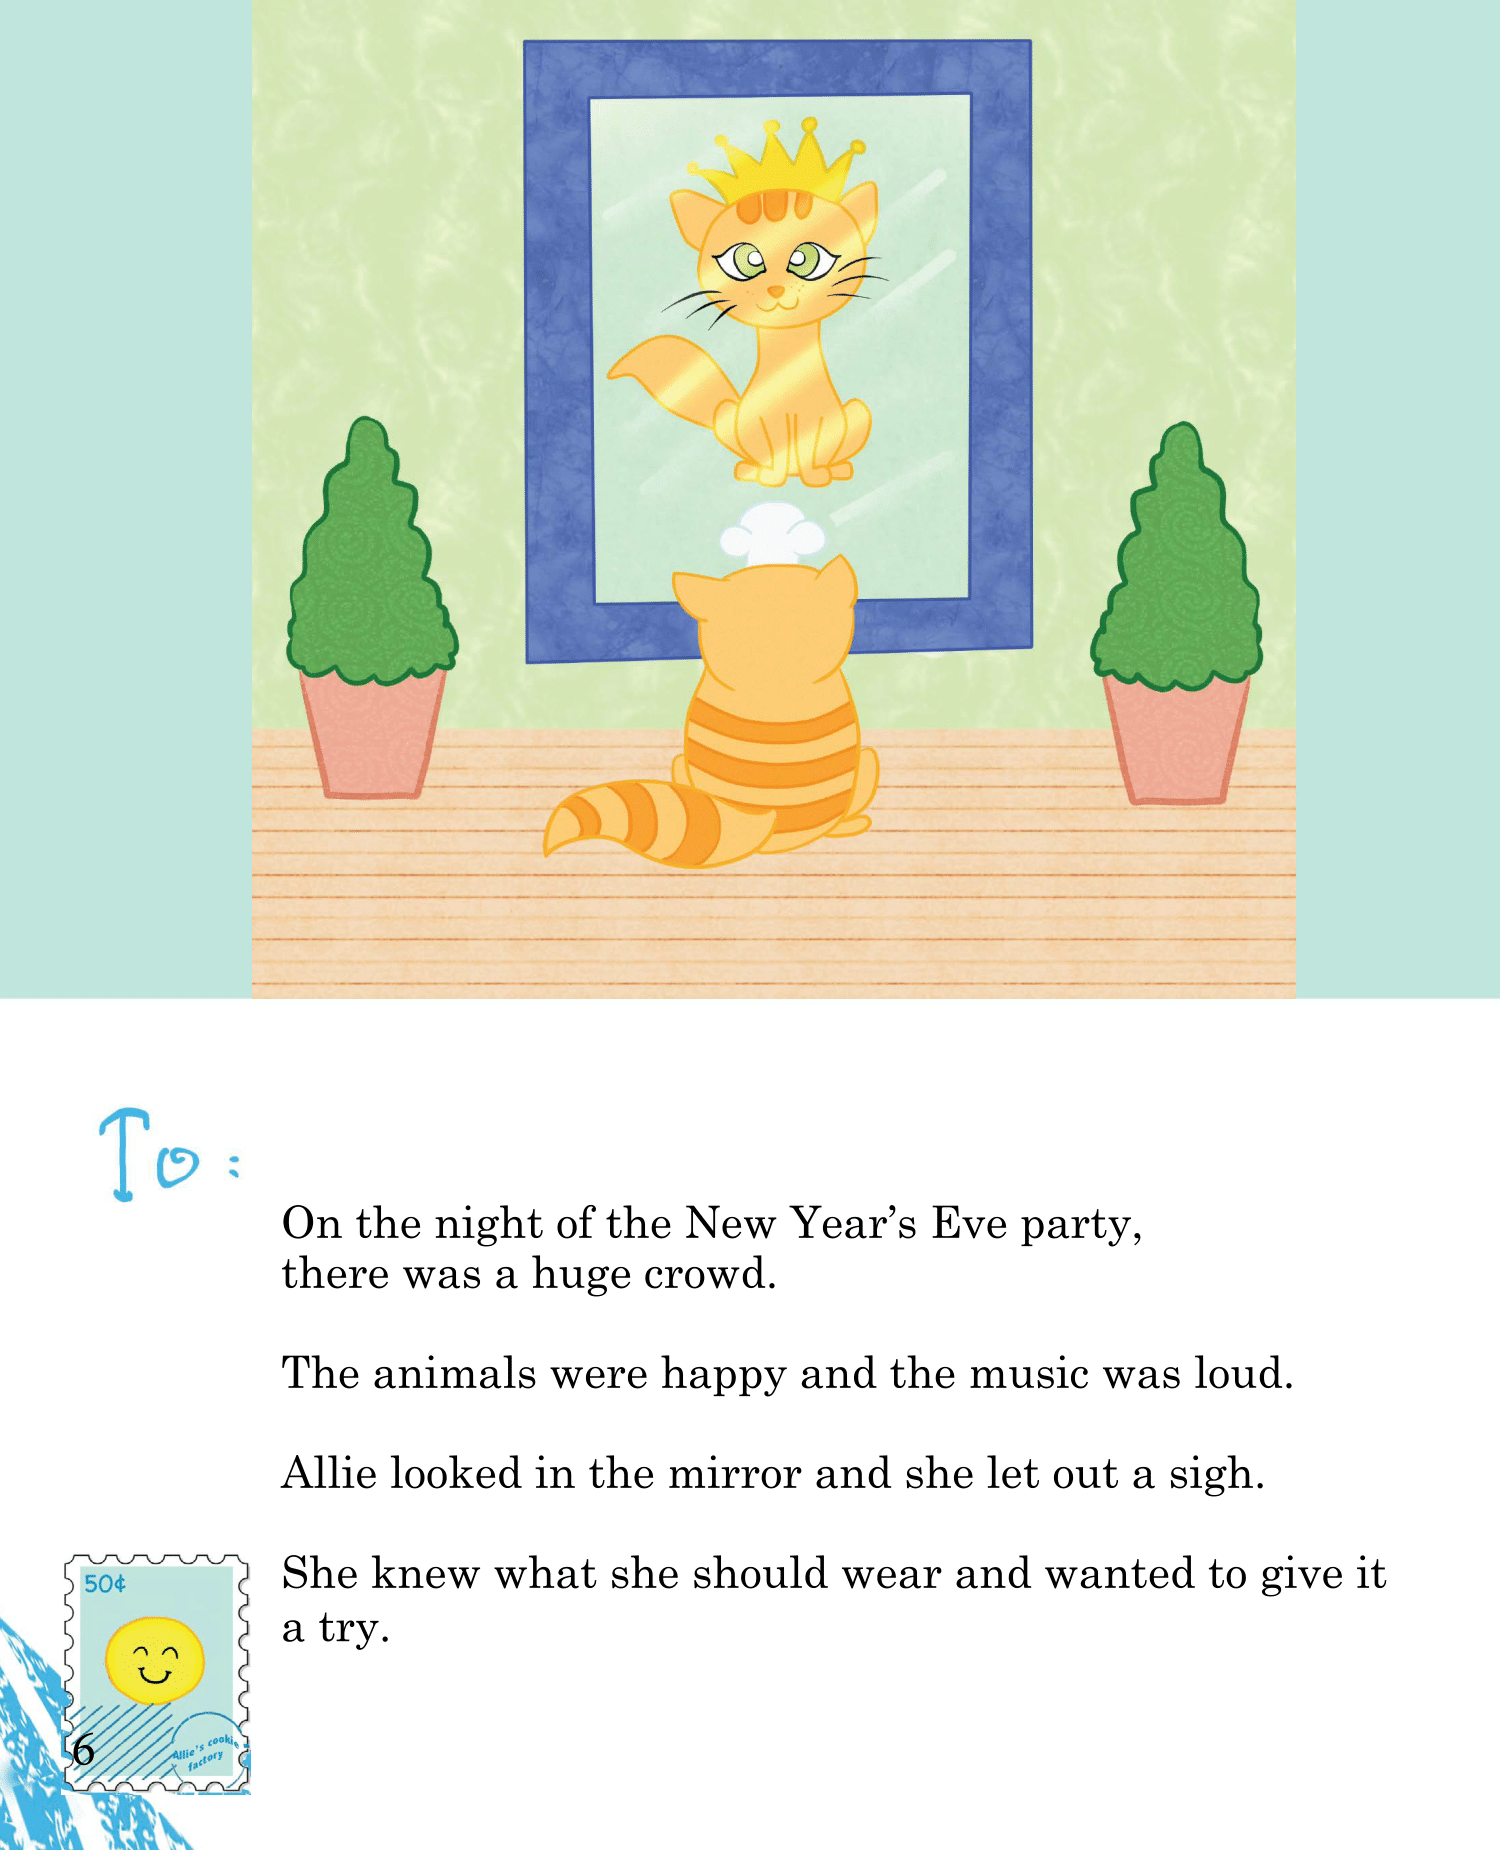 To:
On the night of the New Year’s Eve party,
there was a huge crowd.
The animals were happy and the music was loud.
Allie looked in the mirror and she let out a sigh.
She knew what she should wear and wanted to give it
a try.
50¢
Allie's cookie
factory
6